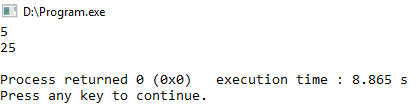 D:\Program.exe
5
25
Process returned 0 (0x0)   execution time : 8.865 s
Press any key to continue.